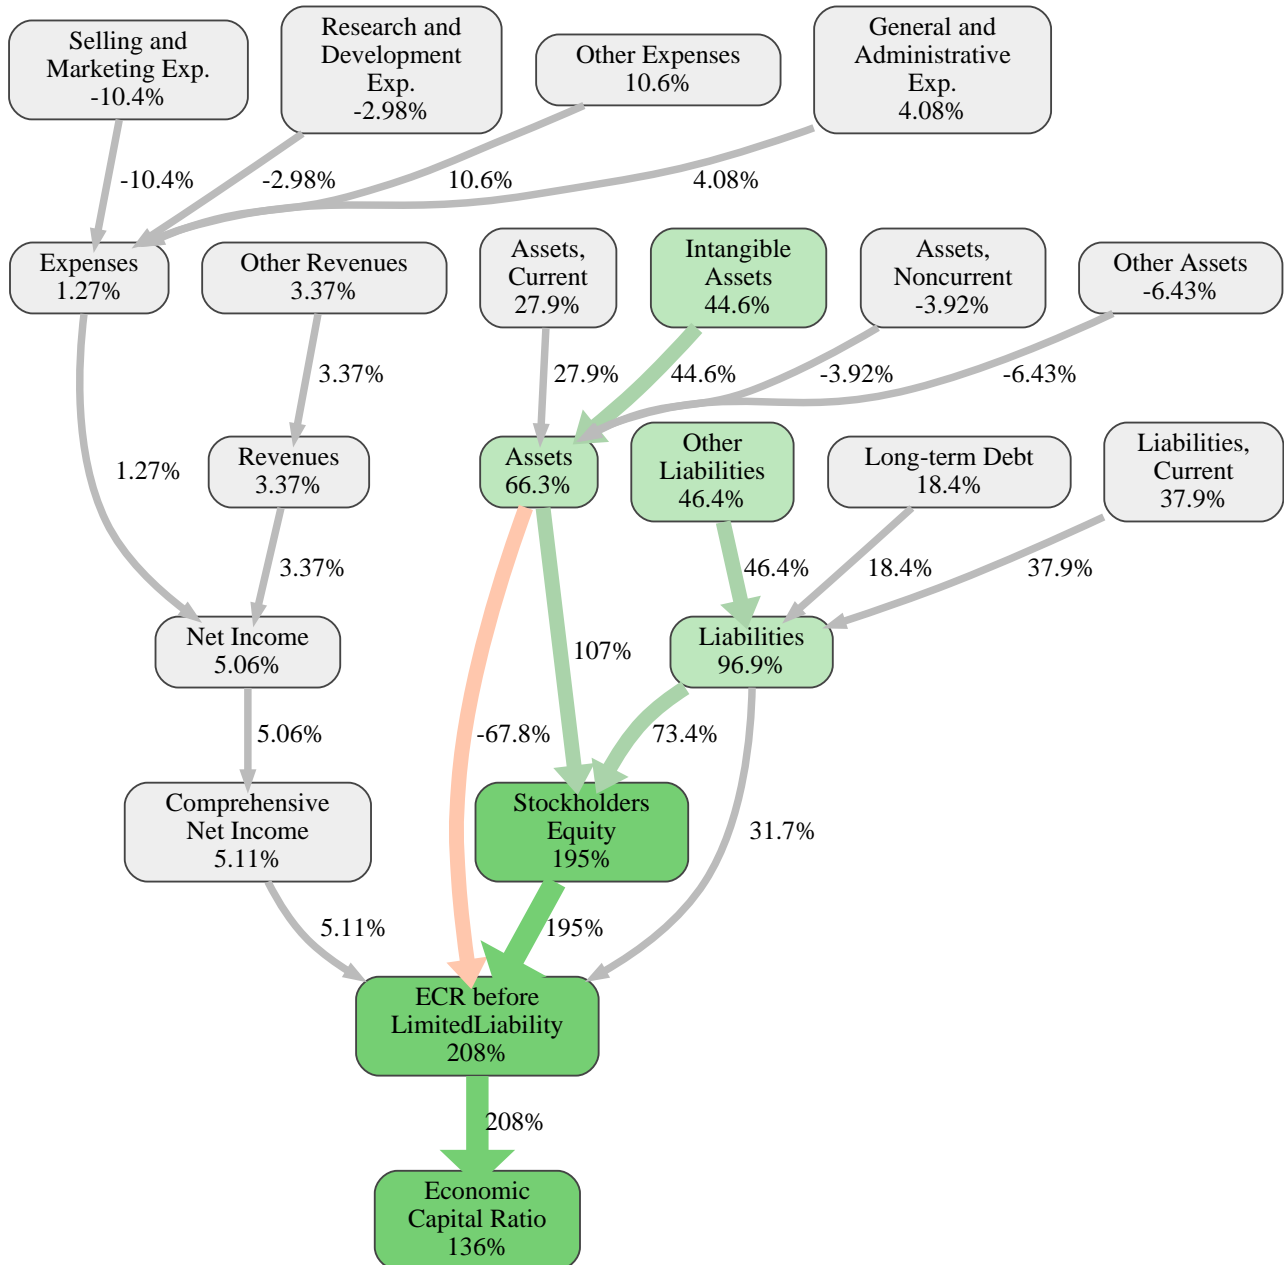 Selling and
Marketing Exp.
-10.4%
Research and
Development
Exp.
-2.98%
Other Expenses
10.6%
General and
Administrative
Exp.
4.08%
-10.4%
-2.98%
10.6%
4.08%
Expenses
1.27%
Other Revenues
3.37%
Assets,
Current
27.9%
Intangible
Assets
44.6%
Assets,
Noncurrent
-3.92%
Other Assets
-6.43%
3.37%
27.9%
44.6%
-3.92%
-6.43%
1.27%
Revenues
3.37%
Assets
66.3%
Other
Liabilities
46.4%
Long-term Debt
18.4%
Liabilities,
Current
37.9%
3.37%
46.4%
18.4%
37.9%
Net Income
5.06%
107%
Liabilities
96.9%
5.06%
-67.8%
73.4%
Comprehensive
Net Income
5.11%
Stockholders
Equity
195%
31.7%
5.11%
195%
ECR before
LimitedLiability
208%
208%
Economic
Capital Ratio
136%